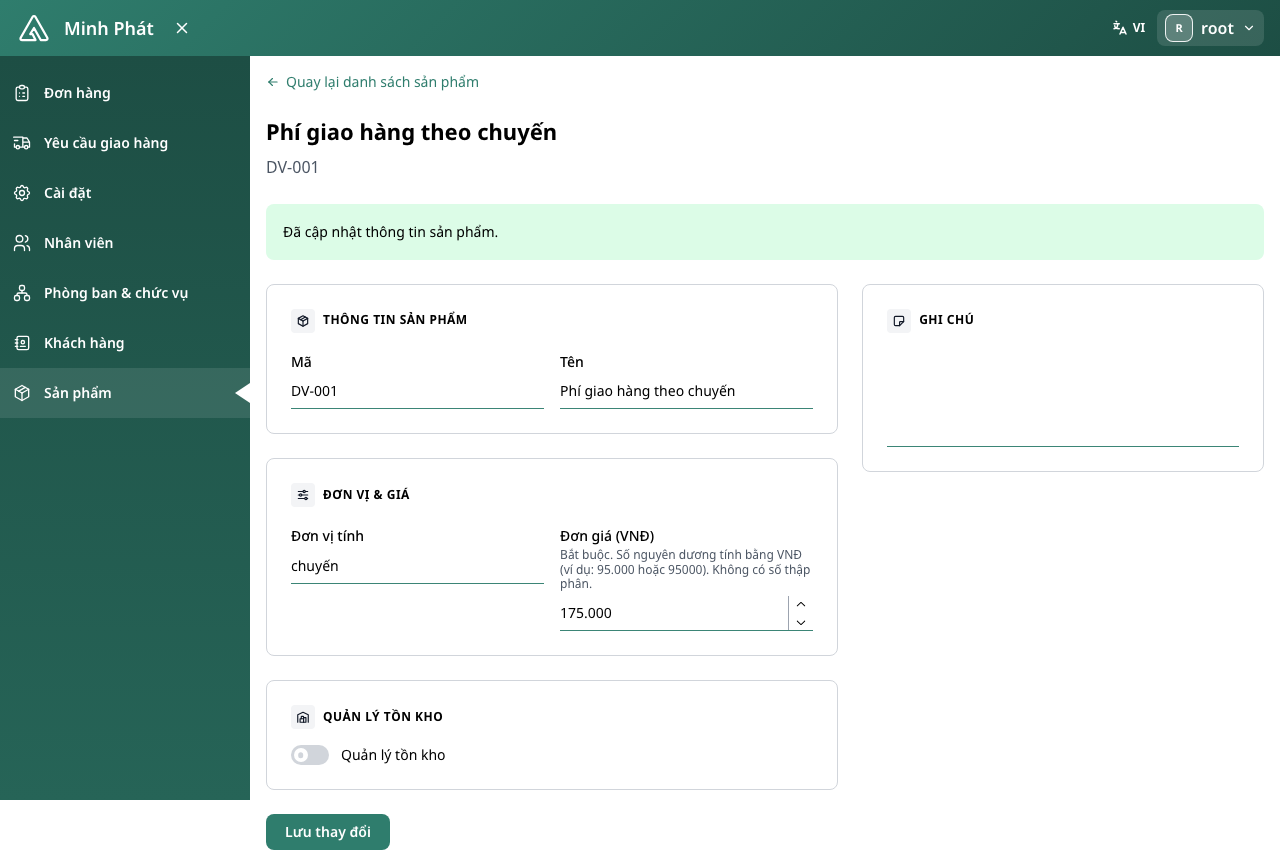 Minh Phát
VI
R
root
Đơn hàng
Yêu cầu giao hàng
Cài đặt
Nhân viên
Phòng ban & chức vụ
Khách hàng
Sản phẩm
Quay lại danh sách sản phẩm
Phí giao hàng theo chuyến
DV-001
Đã cập nhật thông tin sản phẩm.
THÔNG TIN SẢN PHẨM
Mã
DV-001
Tên
Phí giao hàng theo chuyến
GHI CHÚ
ĐƠN VỊ & GIÁ
Đơn vị tính
chuyến
Đơn giá (VNĐ)
Bắt buộc. Số nguyên dương tính bằng VNĐ
(ví dụ: 95.000 hoặc 95000). Không có số thập
phân.
175.000
QUẢN LÝ TỒN KHO
Quản lý tồn kho
Lưu thay đổi